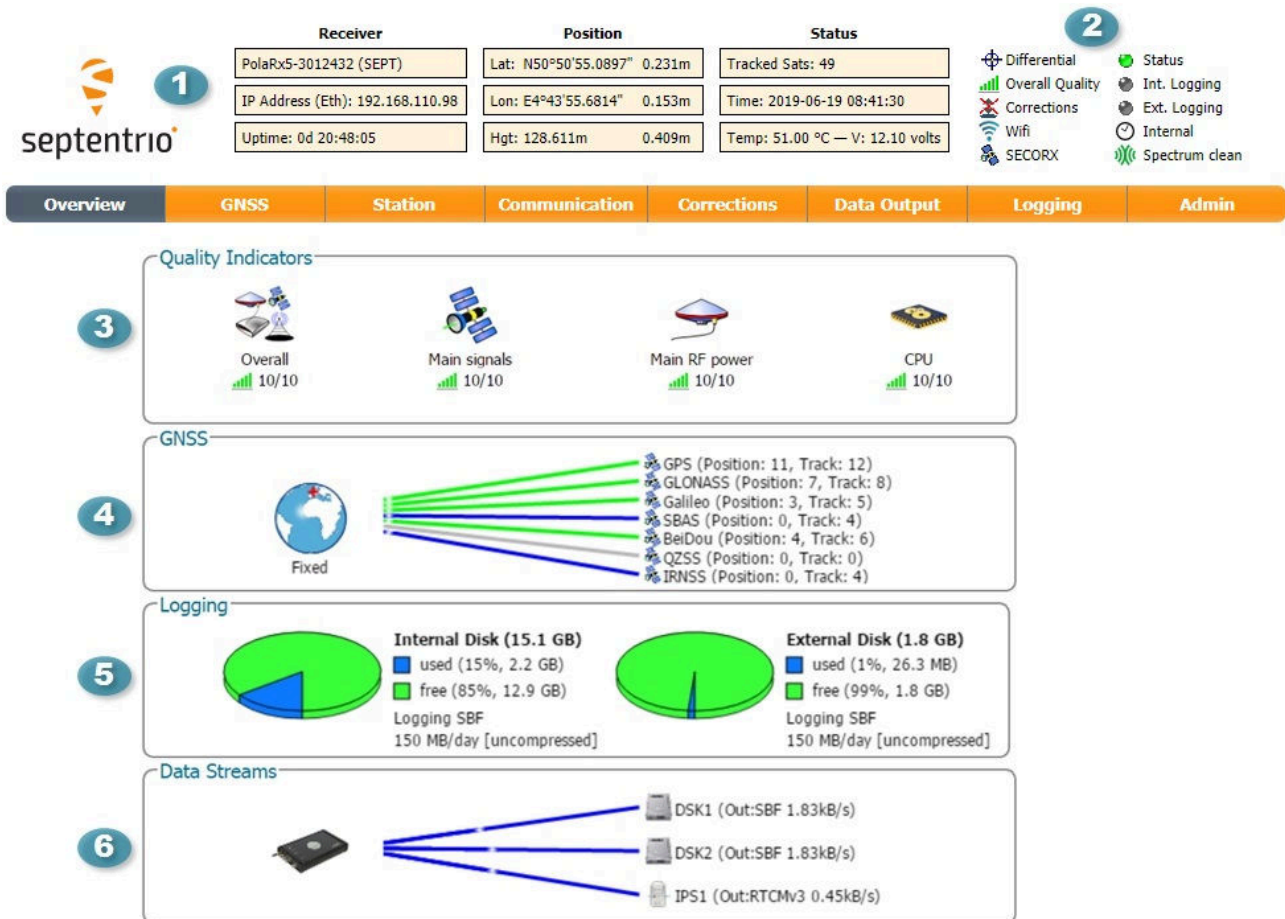 Receiver
Position
Status
2
1
septentrio
PolaRx5-3012432 (SEPT)
IP Address (Eth): 192.168.110.98
Uptime: 0d 20:48:05
Lat: N50°50'55.0897" 0.231m
Lon: E4°43'55.6814" 0.153m
Hgt: 128.611m 0.409m
Tracked Sats: 49
Time: 2019-06-19 08:41:30
Temp: 51.00 °C — V: 12.10 volts
Differential
Overall Quality
Corrections
Wifi
SECORX
Status
Int. Logging
Ext. Logging
Internal
Spectrum clean
Overview GNSS Station Communication Corrections Data Output Logging Admin
Quality Indicators
3
Overall
10/10
Main signals
10/10
Main RF power
10/10
CPU
10/10
GNSS
4
Fixed
GPS (Position: 11, Track: 12)
GLONASS (Position: 7, Track: 8)
Galileo (Position: 3, Track: 5)
SBAS (Position: 0, Track: 4)
BeiDou (Position: 4, Track: 6)
QZSS (Position: 0, Track: 0)
IRNSS (Position: 0, Track: 4)
Logging
5
Internal Disk (15.1 GB)
used (15%, 2.2 GB)
free (85%, 12.9 GB)
Logging SBF
150 MB/day [uncompressed]
External Disk (1.8 GB)
used (1%, 26.3 MB)
free (99%, 1.8 GB)
Logging SBF
150 MB/day [uncompressed]
Data Streams
6
DSK1 (Out:SBF 1.83kB/s)
DSK2 (Out:SBF 1.83kB/s)
IPS1 (Out:RTCMv3 0.45kB/s)